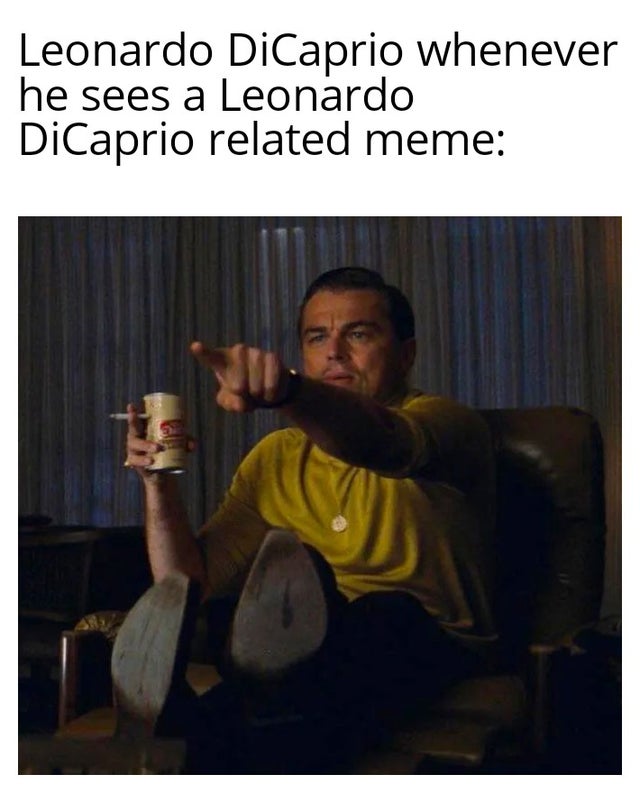 Leonardo DiCaprio whenever
he sees a Leonardo
DiCaprio related meme: